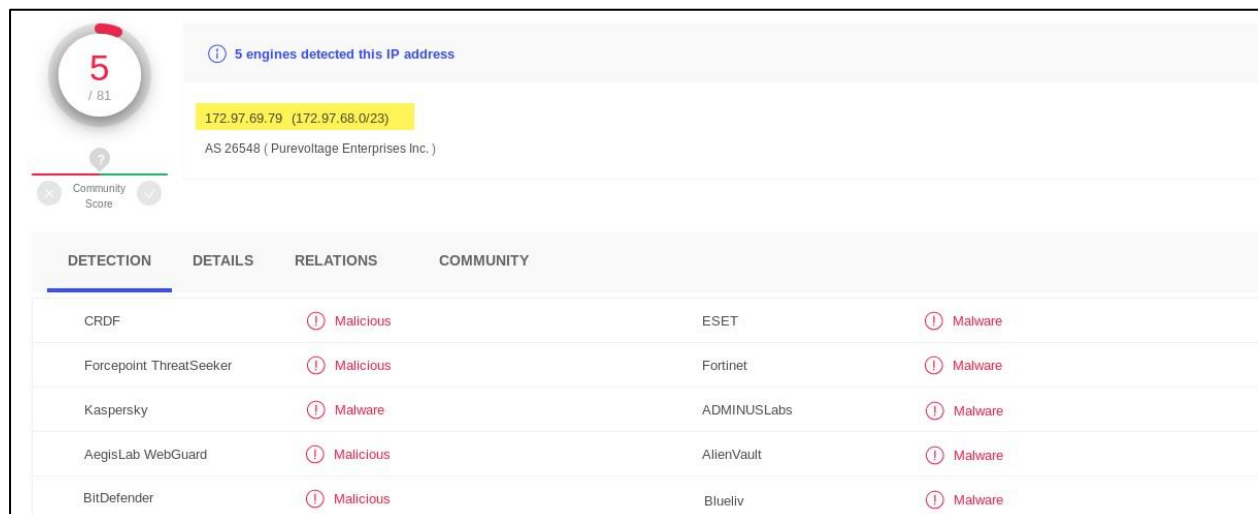 5
/ 81
5 engines detected this IP address
172.97.69.79 (172.97.68.0/23)
AS 26548 ( Purevoltage Enterprises Inc. )
?
Community
Score
DETECTION DETAILS RELATIONS COMMUNITY
CRDF Malicious ESET Malware
Forcepoint ThreatSeeker Malicious Fortinet Malware
Kaspersky Malware ADMINUSLabs Malware
AegisLab WebGuard Malicious AlienVault Malware
BitDefender Malicious Blueliv Malware